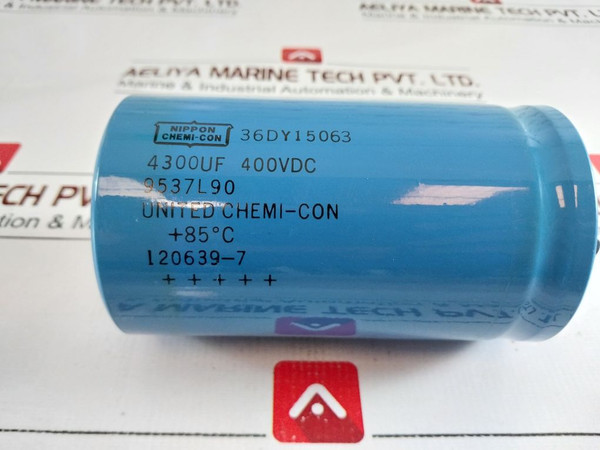 AELIYA MARINE TECH PVT. LTD.
Marine & Industrial Automation & Machinery
NIPPON
CHEMI-CON
36DY15063
4300UF 400VDC
9537L90
UNITED CHEMI-CON
+85°C
120639-7
+ + + + +